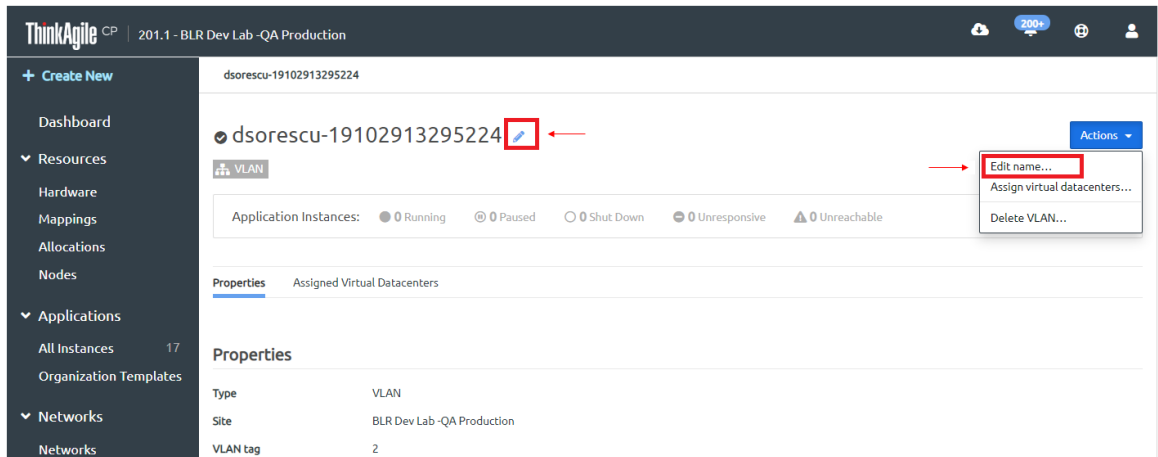 ThinkAgile CP 201.1 - BLR Dev Lab -QA Production 200+
Create New
dsorescu-19102913295224
Dashboard
Resources
Hardware
Mappings
Allocations
Nodes
Applications
All Instances 17
Organization Templates
Networks
Networks
dsorescu-19102913295224
VLAN
Actions
Edit name...
Assign virtual datacenters...
Delete VLAN...
Application Instances: 0 Running 0 Paused 0 Shut Down 0 Unresponsive 0 Unreachable
Properties Assigned Virtual Datacenters
Properties
Type VLAN
Site BLR Dev Lab -QA Production
VLAN tag 2